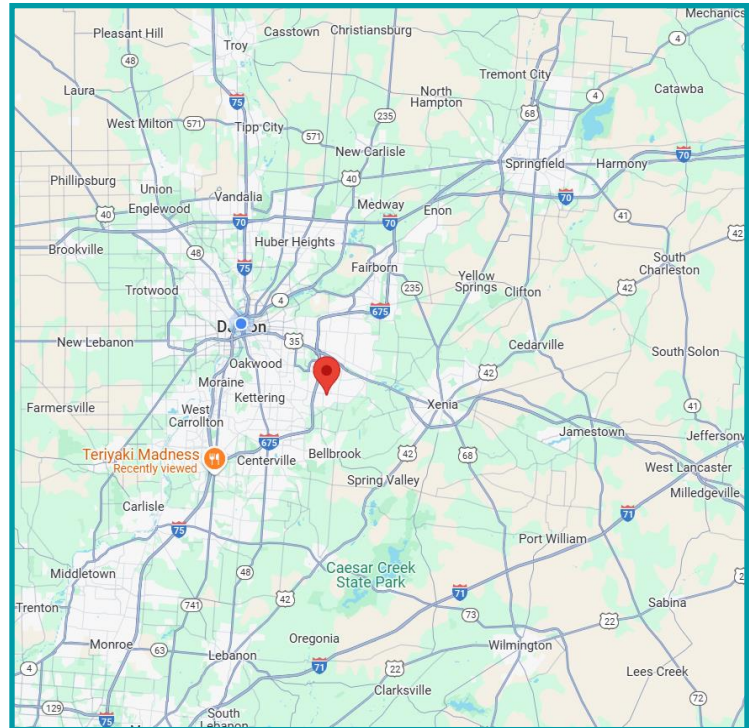 Mechanics
4
Pleasant Hill
Casstown
Christiansburg
48
Troy
Tremont City
4
Laura
75
North
Hampton
Catawba
68
West Milton
571
Tipp City
571
235
4
New Carlisle
70
Springfield
Harmony
Phillipsburg
Union
Vandalia
40
40
Medway
70
Englewood
40
70
70
Enon
41
Brookville
48
Huber Heights
South
Charleston
42
75
Fairborn
Yellow
Springs
Trotwood
4
235
Clifton
42
675
New Lebanon
35
Cedarville
South Solon
Oakwood
Moraine
42
Farmersville
West
Carrollton
Kettering
Xenia
41
Jamestown
Jeffersonv
Teriyaki Madness
Recently viewed
675
Centerville
Bellbrook
42
68
West Lancaster
Spring Valley
Milledgeville
Carlisle
71
75
Port William
Middletown
Caesar Creek
State Park
48
71
Trenton
741
42
73
22
Sabina
Monroe
63
Lebanon
Oregonia
Wilmington
4
71
22
Lees Creek
Clarksville
72
129
75
South
Lebanon